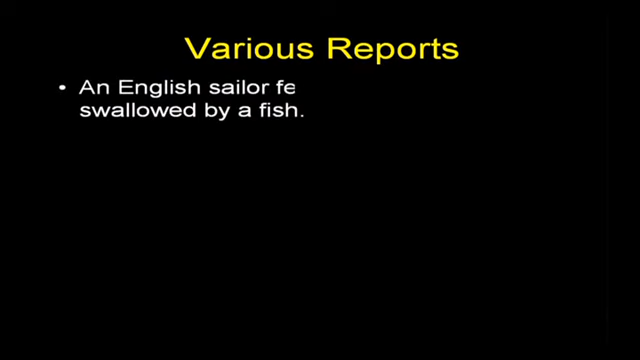 Various Reports
• An English sailor fe
swallowed by a fish.